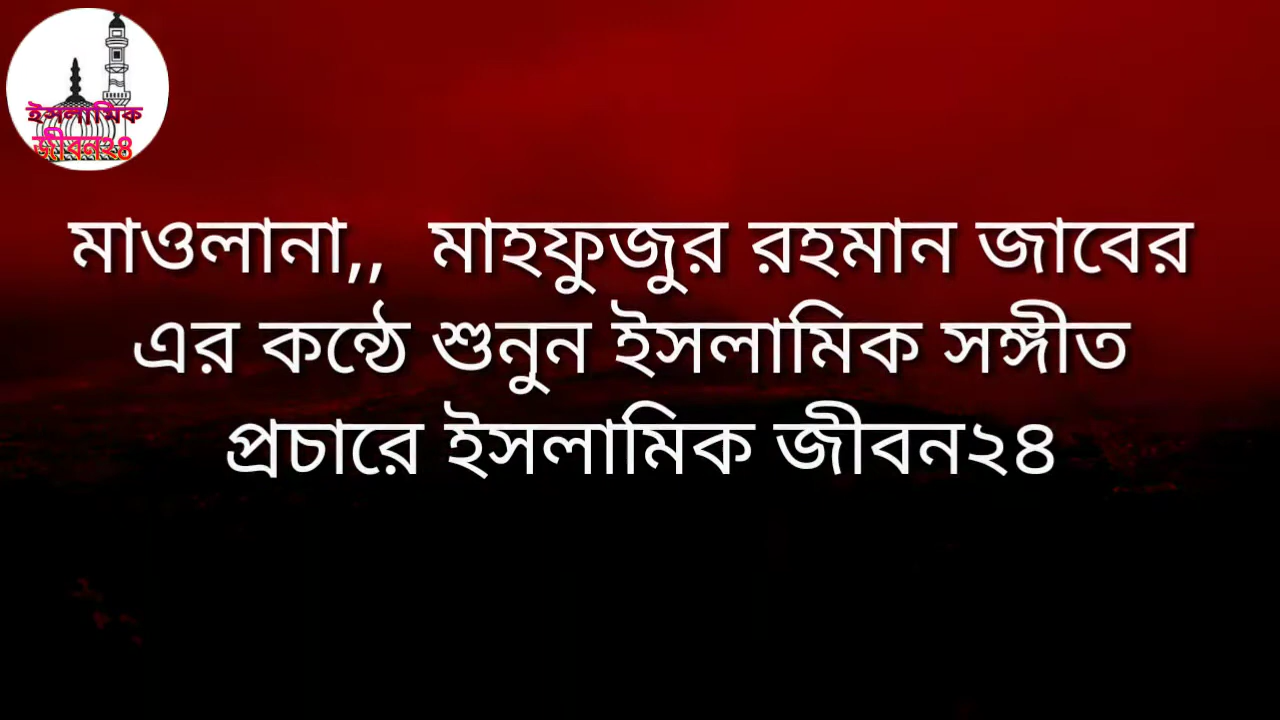 ইসলামিক
জীবন২৪
মাওলানা,, মাহফুজুর রহমান জাবের
এর কন্ঠে শুনুন ইসলামিক সঙ্গীত
প্রচারে ইসলামিক জীবন২৪